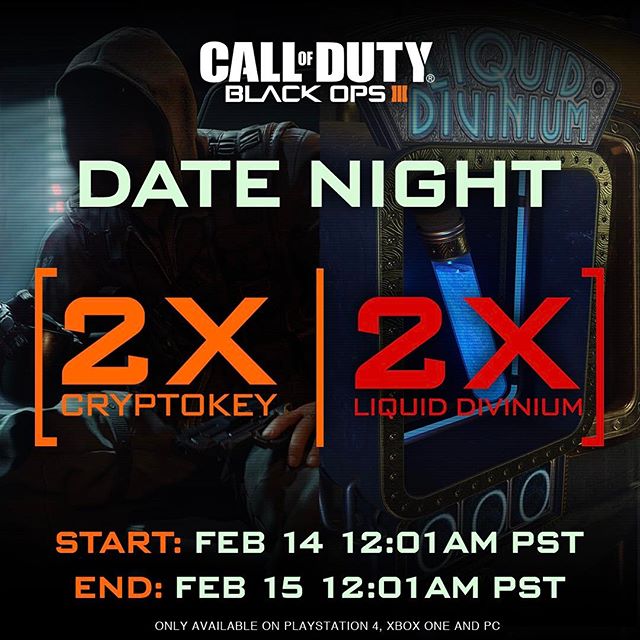 CALL OF DUTY®
BLACK OPS III
LIQUID
DIVINIUM
DATE NIGHT
2X
CRYPTOKEY
2X
LIQUID DIVINIUM
START: FEB 14 12:01AM PST
END: FEB 15 12:01AM PST
ONLY AVAILABLE ON PLAYSTATION 4, XBOX ONE AND PC